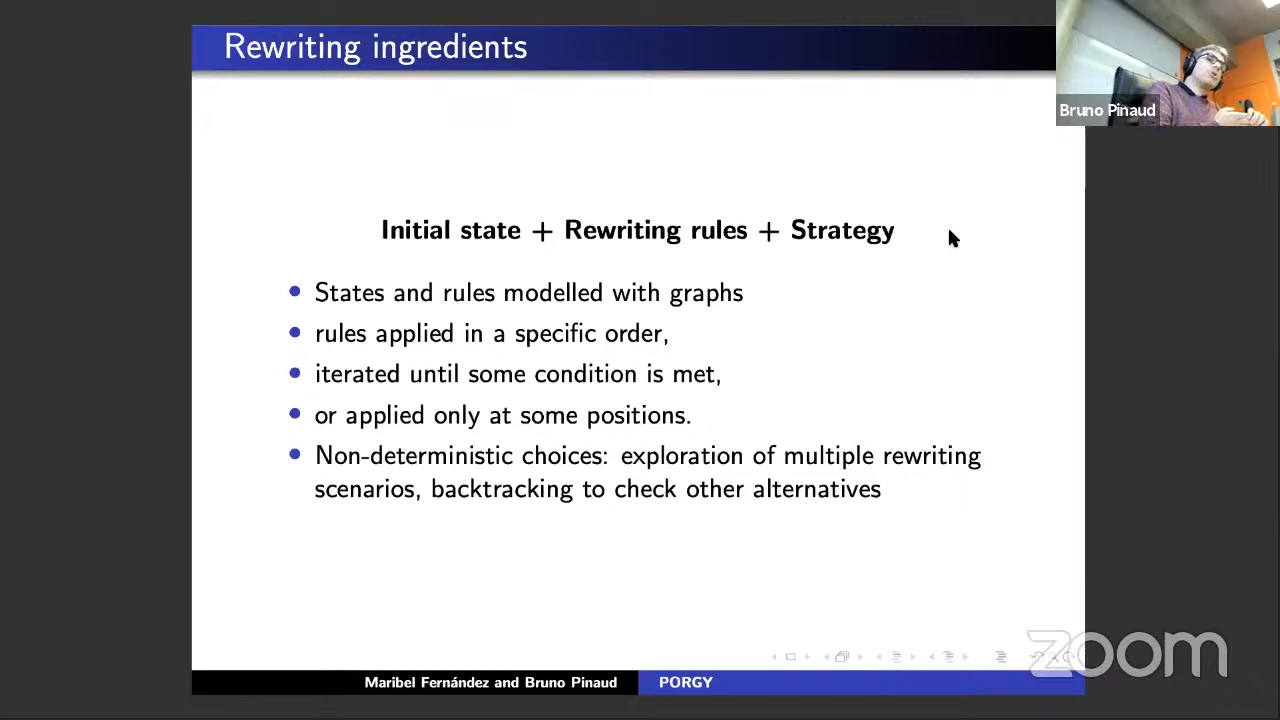 Rewriting ingredients
Bruno Pinaud
Initial state + Rewriting rules + Strategy
States and rules modelled with graphs
rules applied in a specific order,
iterated until some condition is met,
or applied only at some positions.
Non-deterministic choices: exploration of multiple rewriting
scenarios, backtracking to check other alternatives
zoom
Maribel Fernández and Bruno Pinaud
PORGY